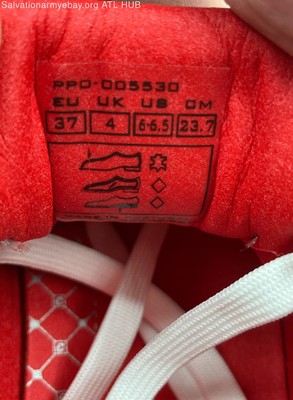 Salvationarmyebay.org ATL HUB
PPO-005530
EU UK US CM
37 4 6-6.5 23.7